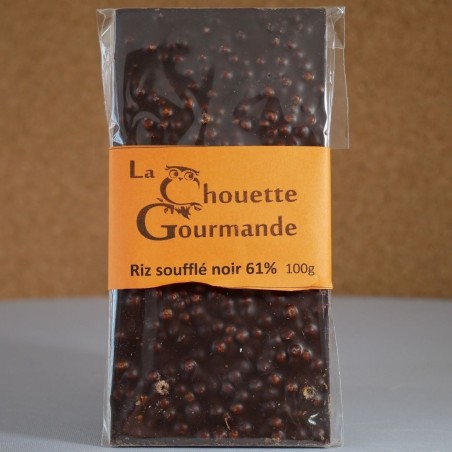 La Chouette
Gourmande
Riz soufflé noir 61% 100g